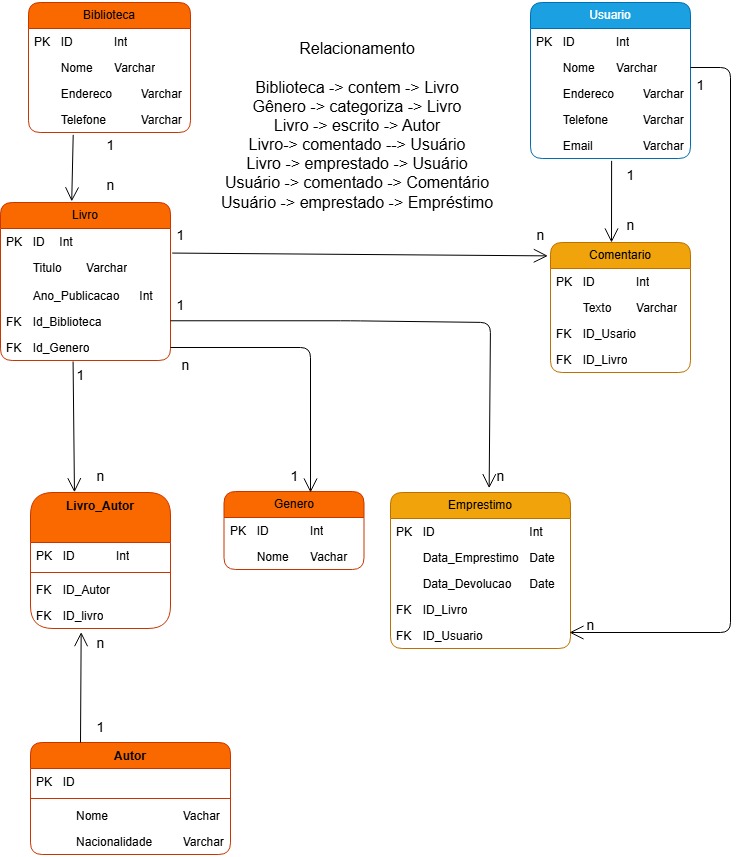 Biblioteca
PK ID Int
Nome Varchar
Endereco Varchar
Telefone Varchar
Relacionamento
Biblioteca -> contem -> Livro
Gênero -> categoriza -> Livro
Livro -> escrito -> Autor
Livro-> comentado --> Usuário
Livro -> emprestado -> Usuário
Usuário -> comentado -> Comentário
Usuário -> emprestado -> Empréstimo
Usuario
PK ID Int
Nome Varchar
Endereco Varchar
Telefone Varchar
Email Varchar
1
1
n
1
n
Livro
PK ID Int
Titulo Varchar
Ano_Publicacao Int
FK Id_Biblioteca
FK Id_Genero
1
n
1
n
1
n
Comentario
PK ID Int
Texto Varchar
FK ID_Usario
FK ID_Livro
n
1
n
Livro_Autor
PK ID Int
FK ID_Autor
FK ID_livro
Genero
PK ID Int
Nome Vachar
Emprestimo
PK ID Int
Data_Emprestimo Date
Data_Devolucao Date
FK ID_Livro
FK ID_Usuario
n
n
1
Autor
PK ID
Nome Vachar
Nacionalidade Varchar